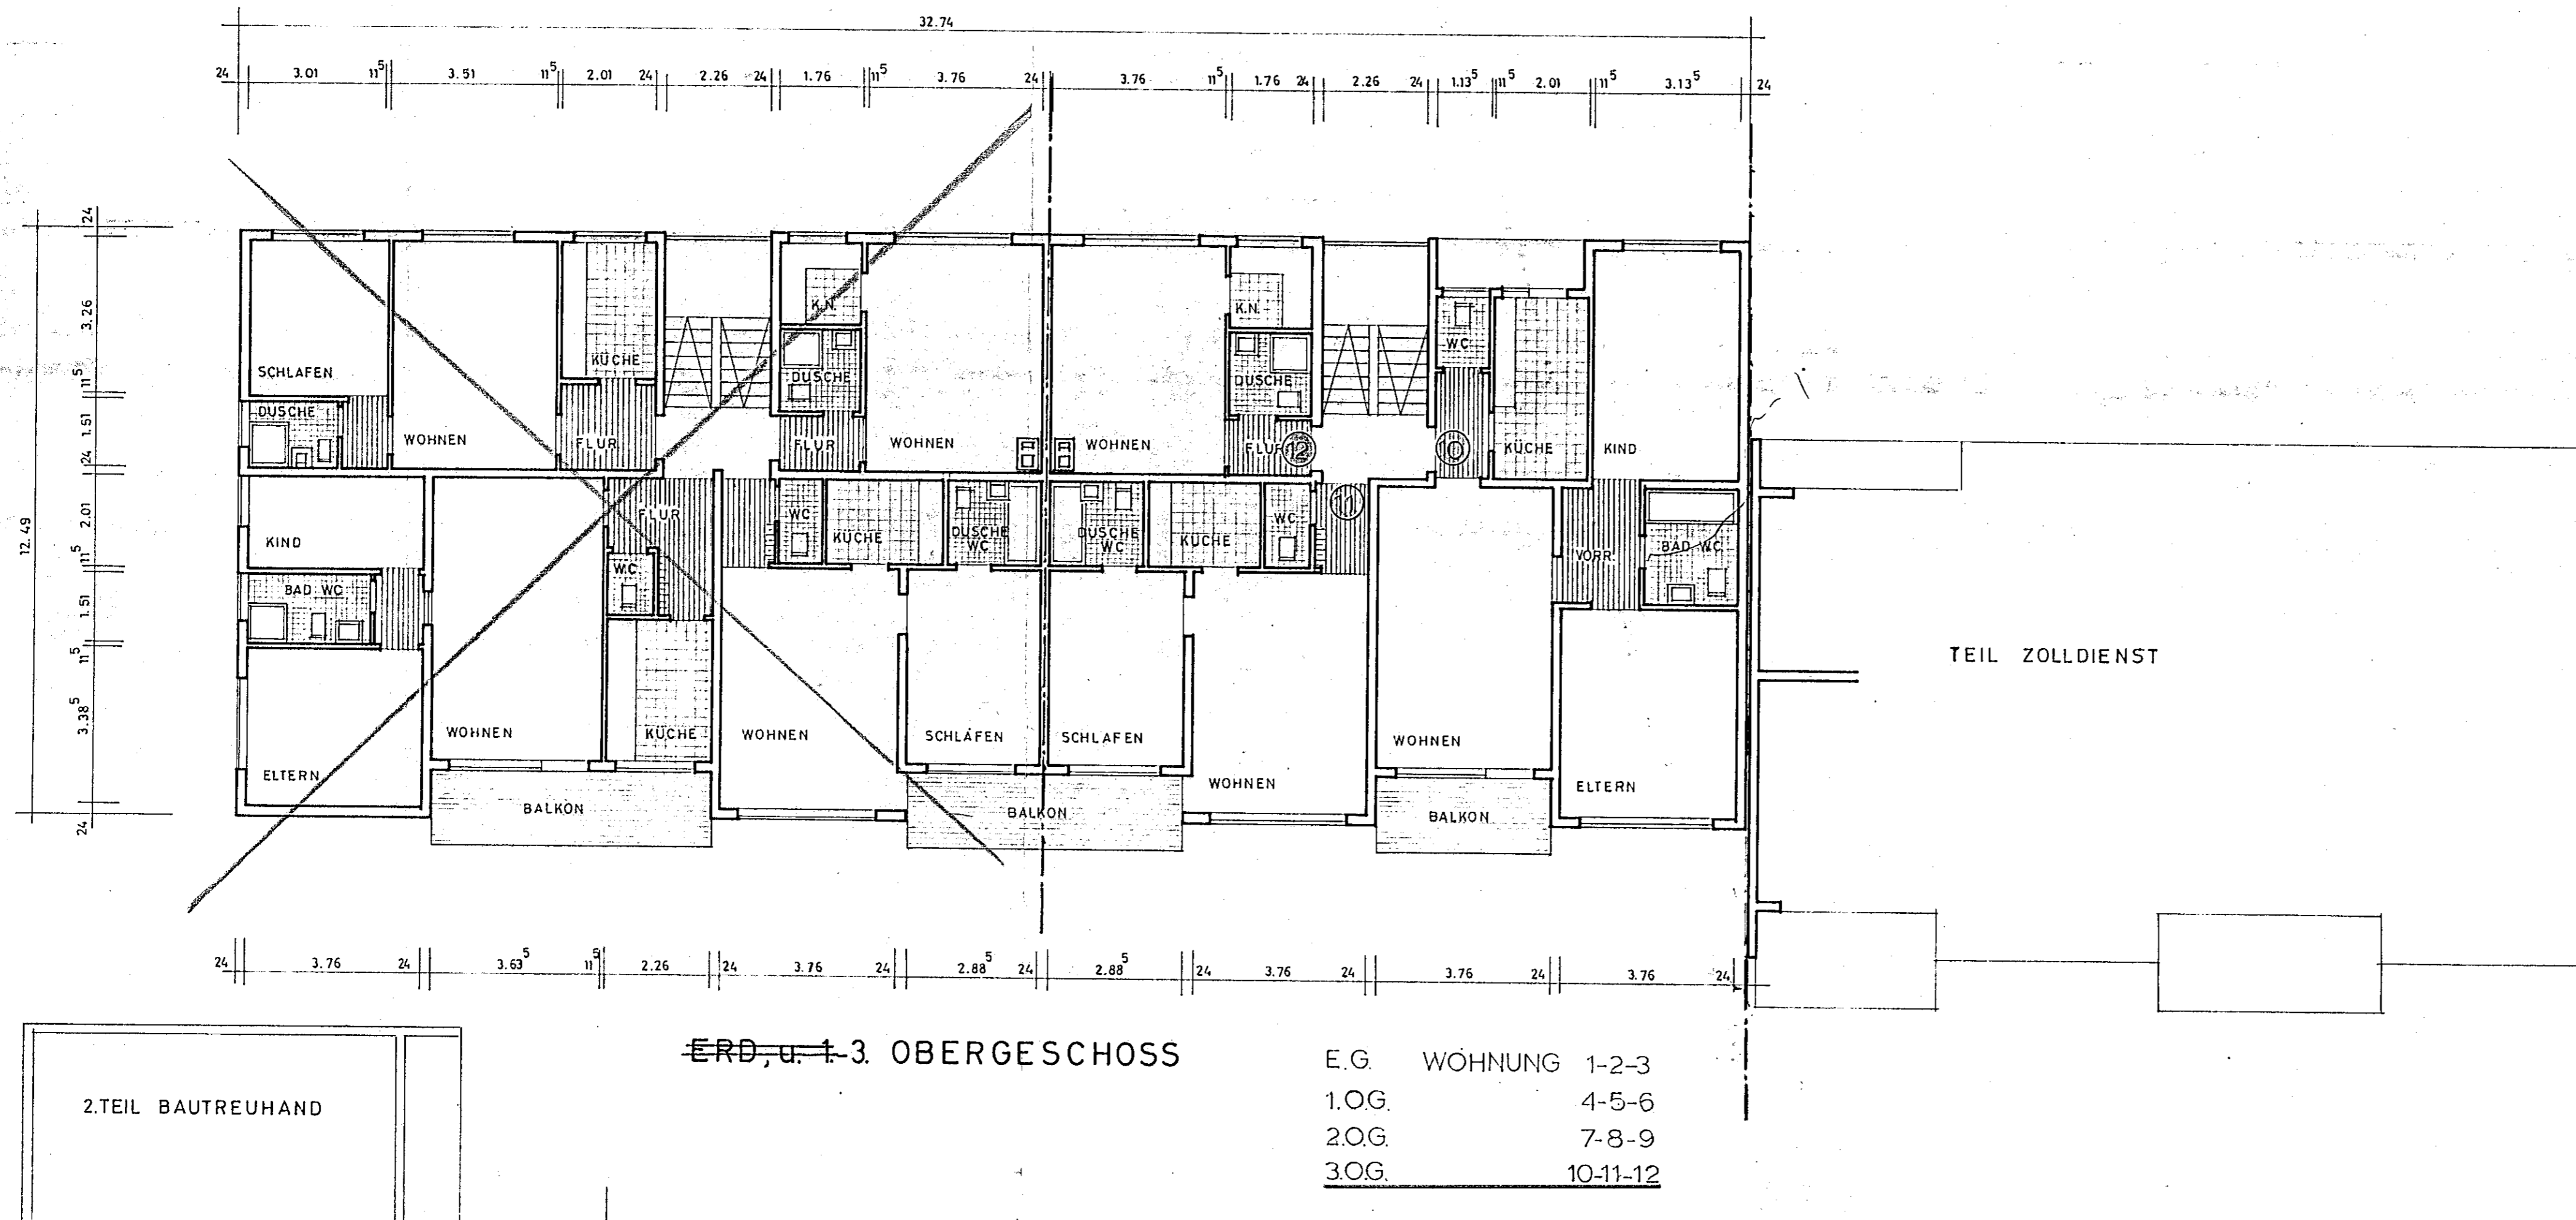 32.74
24 3.01 11⁵ 3.51 11⁵ 2.01 24 2.26 24 1.76 11⁵ 3.76 24 3.76 11⁵ 1.76 24 2.26 24 1.13⁵ 11⁵ 2.01 11⁵ 3.13⁵ 24
12.49
24 3.38⁵ 11⁵ 1.51 11⁵ 2.01 24 1.51 11⁵ 3.26 24
K.N. K.N.
WC
KÜCHE
SCHLAFEN DUSCHE DUSCHE
DUSCHE
WOHNEN FLUR FLUR WOHNEN WOHNEN FLUR 12 10 KÜCHE KIND
11
FLUR WC WC
KIND KÜCHE DUSCHE WC DUSCHE WC KÜCHE VORR. BAD WC
BAD WC WC
WOHNEN KÜCHE WOHNEN SCHLAFEN SCHLAFEN WOHNEN
ELTERN WOHNEN ELTERN
BALKON BALKON BALKON
TEIL ZOLLDIENST
24 3.76 24 3.63⁵ 11⁵ 2.26 24 3.76 24 2.88⁵ 24 2.88⁵ 24 3.76 24 3.76 24 3.76 24
ERD, u. 1.-3. OBERGESCHOSS
2.TEIL BAUTREUHAND
E.G. WOHNUNG 1-2-3
1.O.G. 4-5-6
2.O.G. 7-8-9
3.O.G. 10-11-12